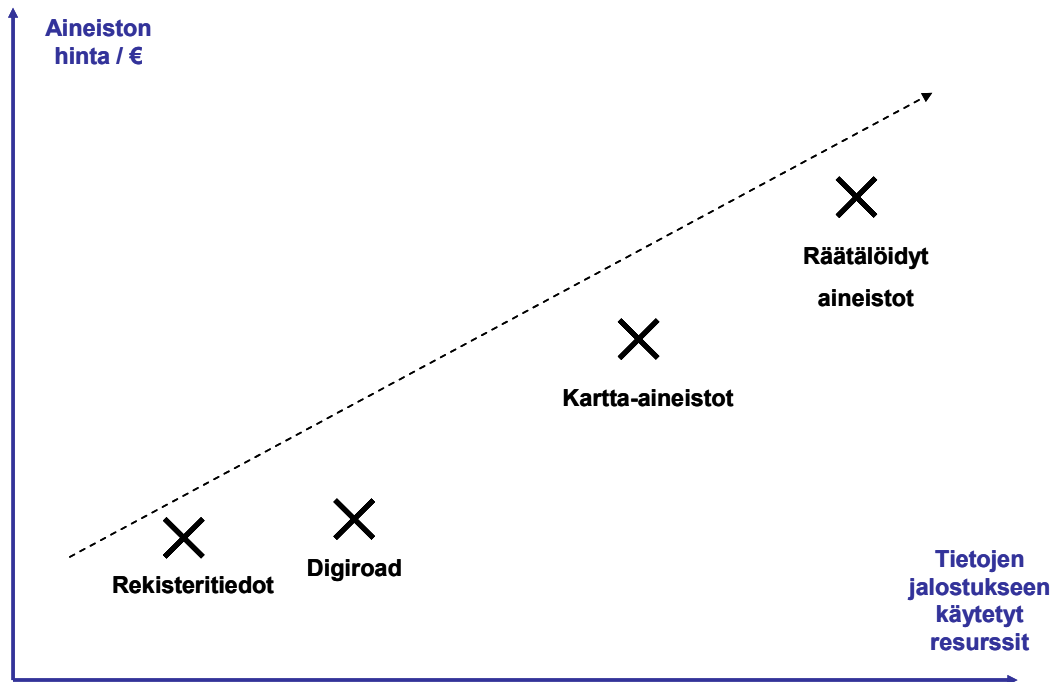 Aineiston
hinta / €
Räätälöidyt
aineistot
Kartta-aineistot
Digiroad
Rekisteritiedot
Tietojen
jalostukseen
käytetyt
resurssit